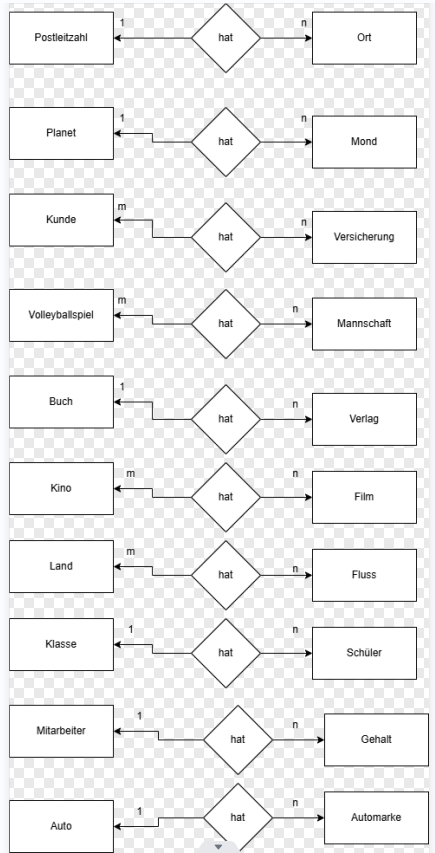 1 n
Postleitzahl hat Ort
1 n
Planet hat Mond
m n
Kunde hat Versicherung
m n
Volleyballspiel hat Mannschaft
1 n
Buch hat Verlag
m n
Kino hat Film
m n
Land hat Fluss
1 n
Klasse hat Schüler
1 n
Mitarbeiter hat Gehalt
1 n
Auto hat Automarke